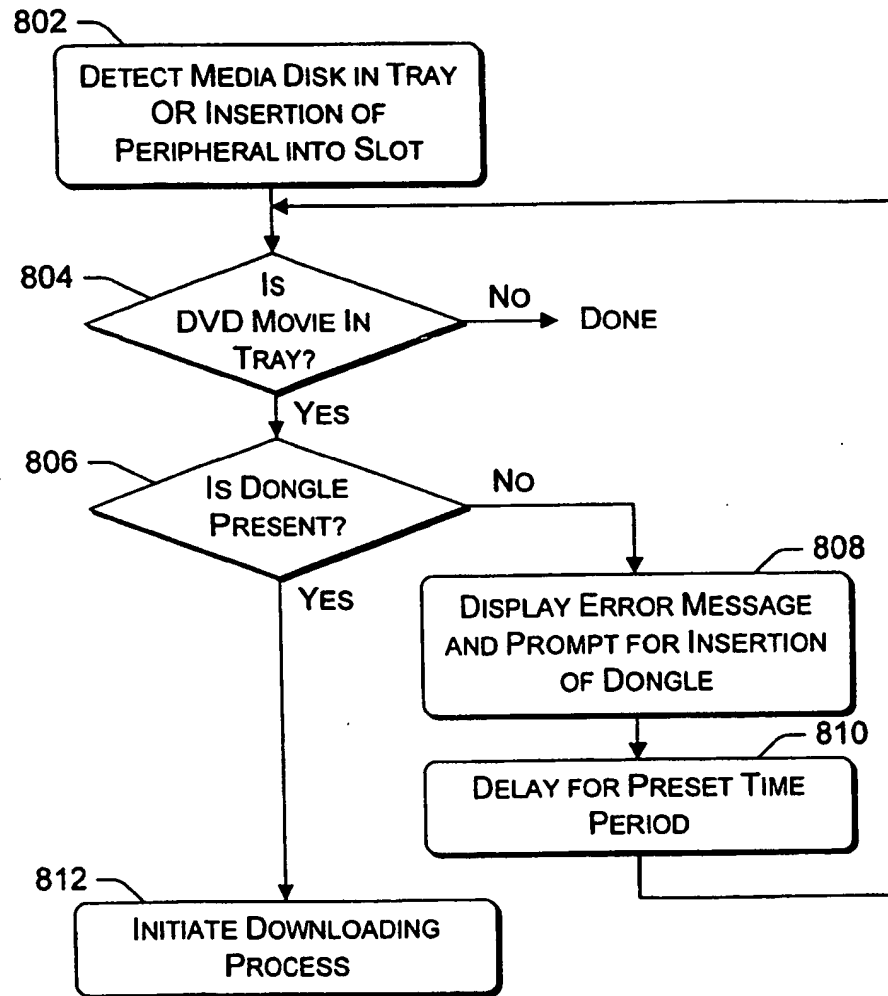 802
DETECT MEDIA DISK IN TRAY
OR INSERTION OF
PERIPHERAL INTO SLOT
804
IS
DVD MOVIE IN
TRAY?
NO
DONE
YES
806
IS DONGLE
PRESENT?
NO
YES
808
DISPLAY ERROR MESSAGE
AND PROMPT FOR INSERTION
OF DONGLE
810
DELAY FOR PRESET TIME
PERIOD
812
INITIATE DOWNLOADING
PROCESS